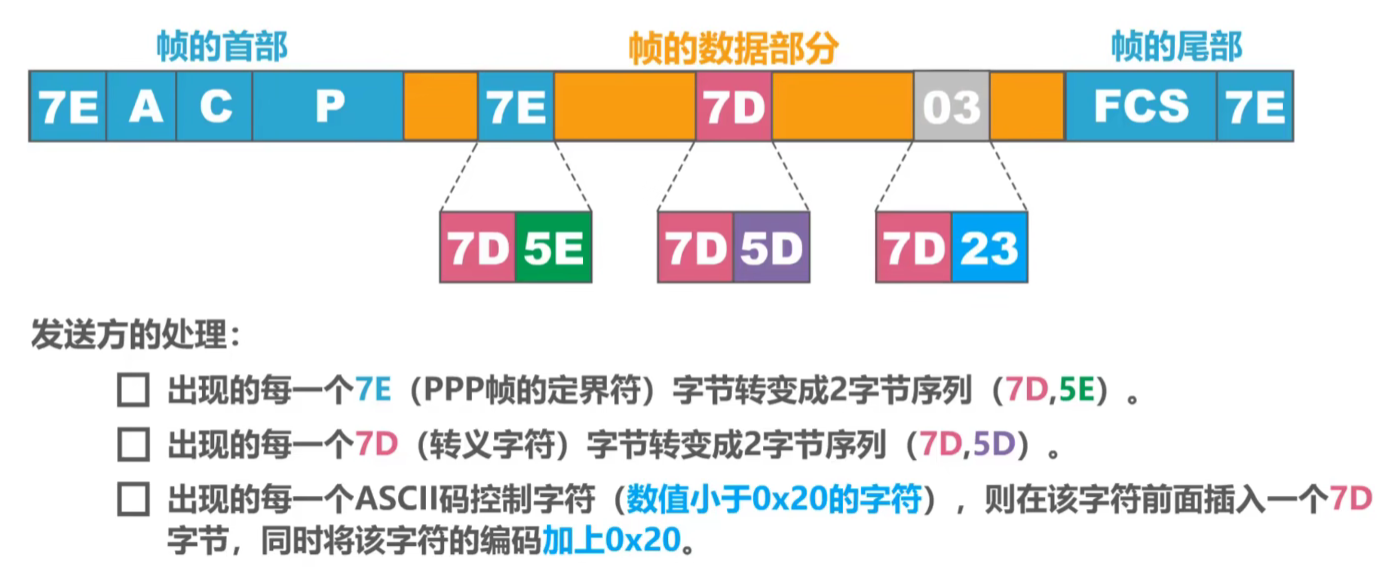 帧的首部 帧的数据部分 帧的尾部
7E A C P 7E 7D 03 FCS 7E
7D 5E 7D 5D 7D 23
发送方的处理：
出现的每一个7E（PPP帧的定界符）字节转变成2字节序列（7D,5E）。
出现的每一个7D（转义字符）字节转变成2字节序列（7D,5D）。
出现的每一个ASCII码控制字符（数值小于0x20的字符），则在该字符前面插入一个7D
字节，同时将该字符的编码加上0x20。